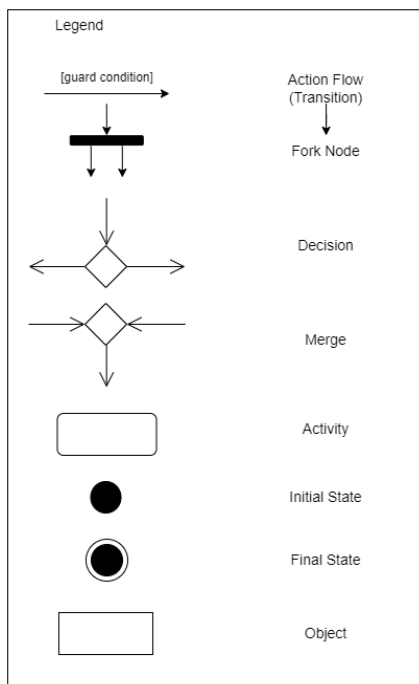 Legend
[guard condition]
Action Flow
(Transition)
Fork Node
Decision
Merge
Activity
Initial State
Final State
Object